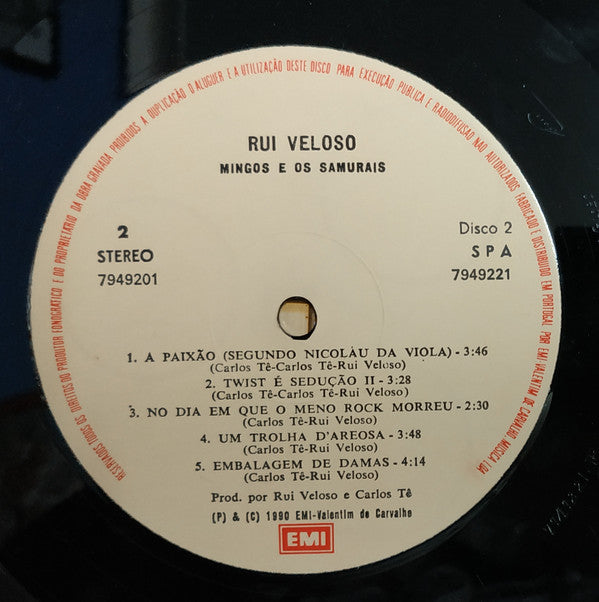 RESERVADOS TODOS OS DIREITOS DO PRODUTOR FONOGRÁFICO E DO PROPRIETÁRIO DA OBRA GRAVADA PROIBIDOS A DUPLICAÇÃO O ALUGUER E A UTILIZAÇÃO DESTE DISCO PARA EXECUÇÃO PUBLICA E RADIODIFUSÃO NÃO AUTORIZADOS FABRICADO E DISTRIBUIDO EM PORTUGAL POR EMI-VALENTIM DE CARVALHO MUSICA LDA
RUI VELOSO
MINGOS E OS SAMURAIS
2
STEREO
7949201
Disco 2
S P A
7949221
1. A PAIXÃO (SEGUNDO NICOLÀU DA VIOLA) - 3:46
(Carlos Tê-Carlos Tê-Rui Veloso)
2. TWIST É SEDUÇÃO II - 3:28
(Carlos Tê-Carlos Tê-Rui Veloso)
3. NO DIA EM QUE O MENO ROCK MORREU - 2:30
(Carlos Tê-Rui Veloso)
4. UM TROLHA D'AREOSA - 3:48
(Carlos Tê-Rui Veloso)
5. EMBALAGEM DE DAMAS - 4:14
(Carlos Tê-Rui Veloso)
Prod. por Rui Veloso e Carlos Tê
(P) & (C) 1990 EMI-Valentim de Carvalho
EMI